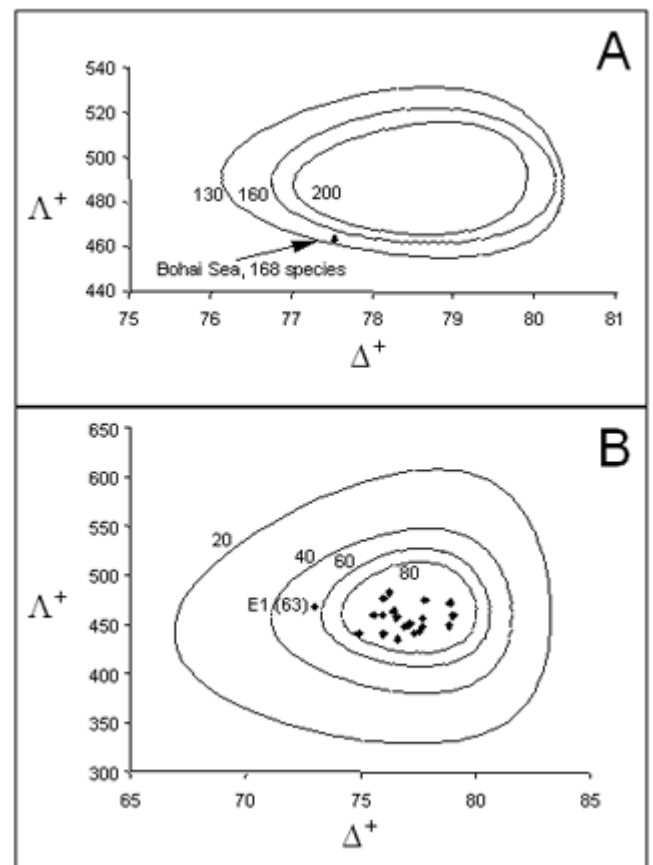 A
540
520
500
480
460
440
Λ⁺
130 160 200
Bohai Sea, 168 species
75 76 77 78 79 80 81
Δ⁺
B
650
600
550
500
450
400
350
300
Λ⁺
20 40 60 80
E1 (63)
65 70 75 80 85
Δ⁺